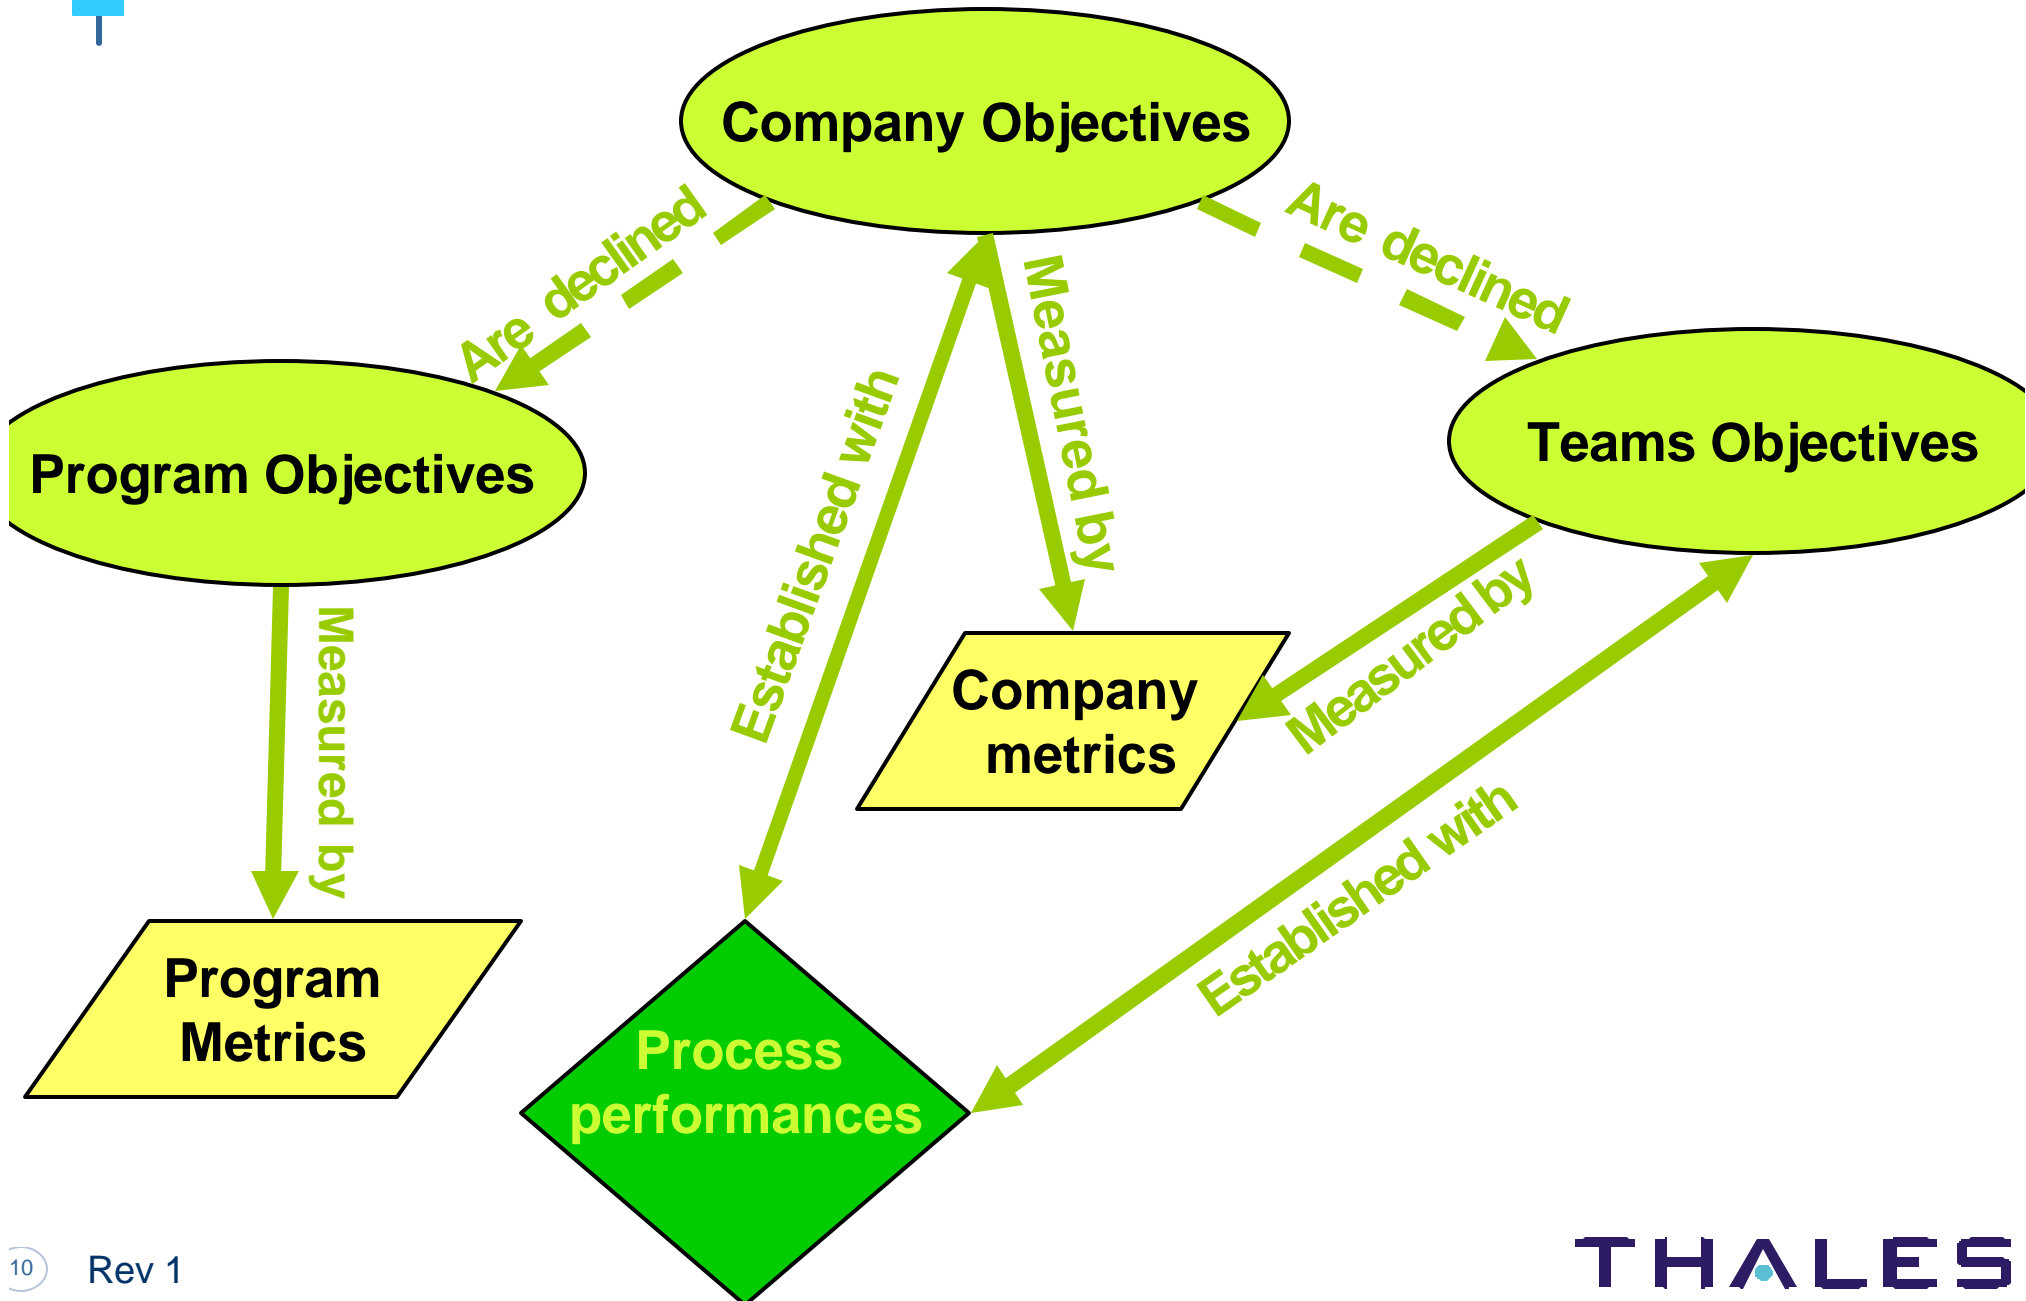 Company Objectives
Are declined
Are declined
Measured by
Established with
Program Objectives
Teams Objectives
Measured by
Measured by
Company
metrics
Established with
Program
Metrics
Process
performances
10
Rev 1
THALES